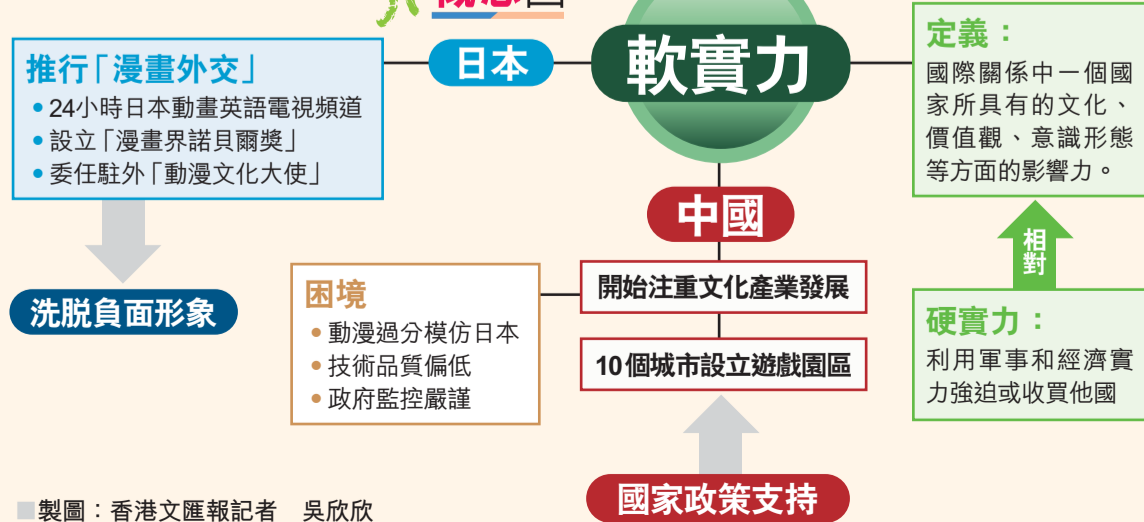 概念圖
軟實力
日本
推行「漫畫外交」
•24小時日本動畫英語電視頻道
•設立「漫畫界諾貝爾獎」
•委任駐外「動漫文化大使」
洗脱負面形象
定義：
國際關係中一個國
家所具有的文化、
價值觀、意識形態
等方面的影響力。
相對
硬實力：
利用軍事和經濟實
力強迫或收買他國
中國
開始注重文化產業發展
10個城市設立遊戲園區
困境
•動漫過分模仿日本
•技術品質偏低
•政府監控嚴謹
國家政策支持
■製圖：香港文匯報記者　吳欣欣